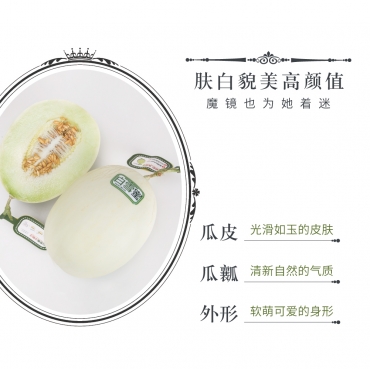 肤白貌美高颜值
魔镜也为她着迷
瓜皮 光滑如玉的皮肤
瓜瓤 清新自然的气质
外形 软萌可爱的身形